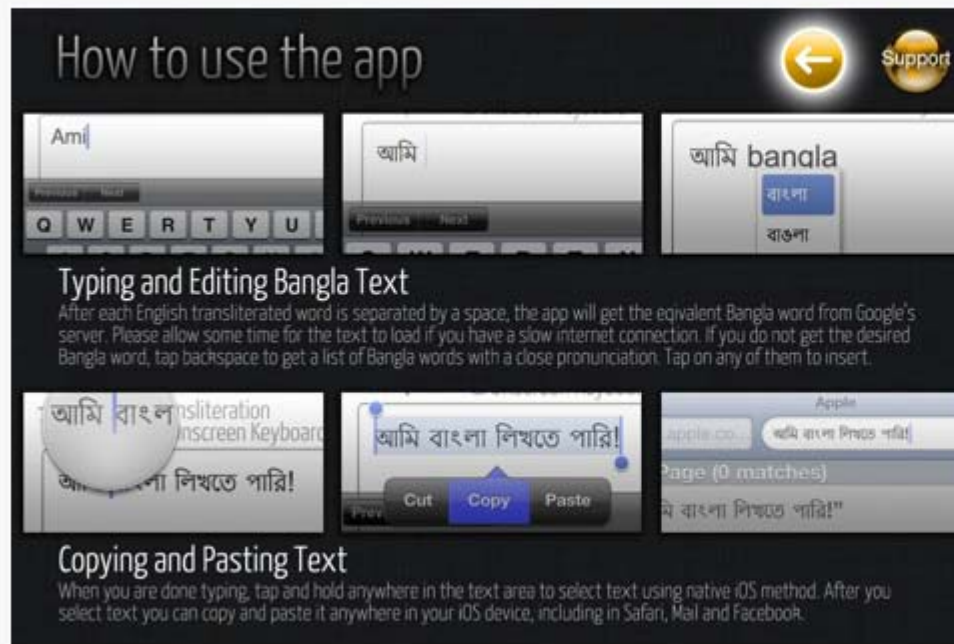 How to use the app
Support
Ami
Previous Next
Q W E R T Y U
আমি
Previous Next
আমি bangla
বাংলা
বাঙলা
Typing and Editing Bangla Text
After each English transliterated word is separated by a space, the app will get the eqivalent Bangla word from Google's
server. Please allow some time for the text to load if you have a slow internet connection. If you do not get the desired
Bangla word, tap backspace to get a list of Bangla words with a close pronunciation. Tap on any of them to insert.
আমি বাংল
nsliteration
nscreen Keyboard
লিখতে পারি!
আমি বাংলা লিখতে পারি!
Cut Copy Paste
Apple
apple.co...
আমি বাংলা লিখতে পারি!
Page (0 matches)
মি বাংলা লিখতে পারি!”
Copying and Pasting Text
When you are done typing, tap and hold anywhere in the text area to select text using native iOS method. After you
select text you can copy and paste it anywhere in your iOS device, including in Safari, Mail and Facebook.